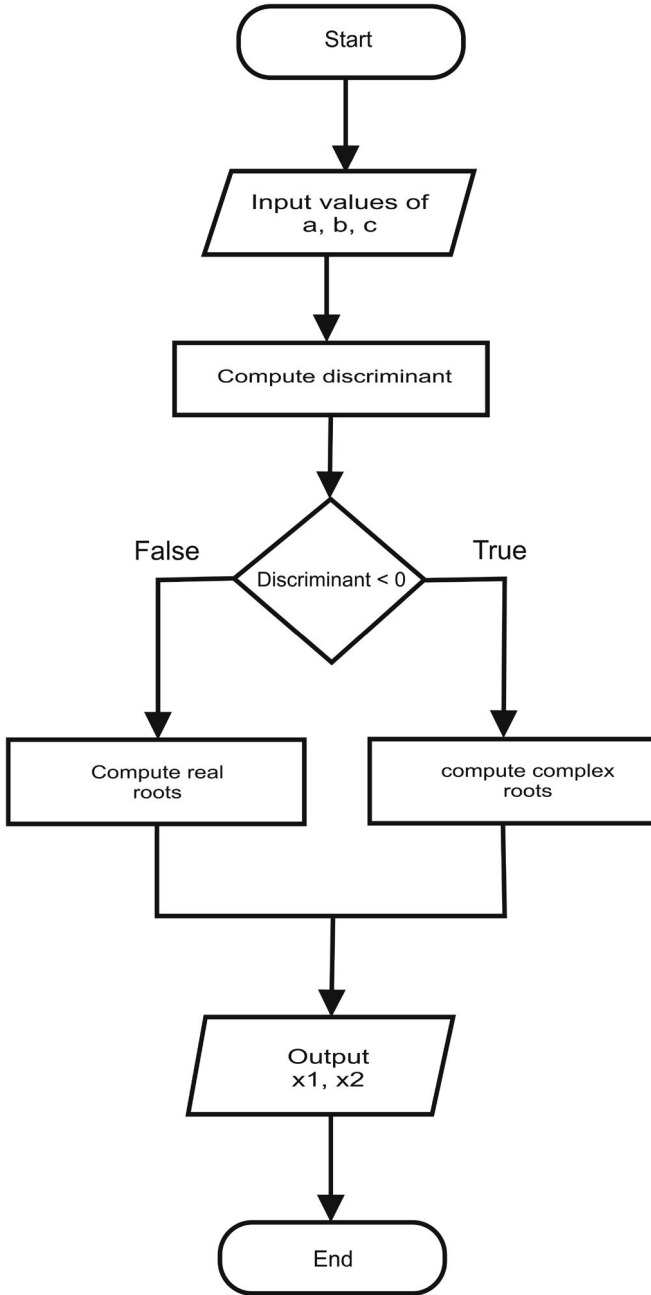 Start
Input values of
a, b, c
Compute discriminant
False
True
Discriminant < 0
Compute real
roots
compute complex
roots
Output
x1, x2
End